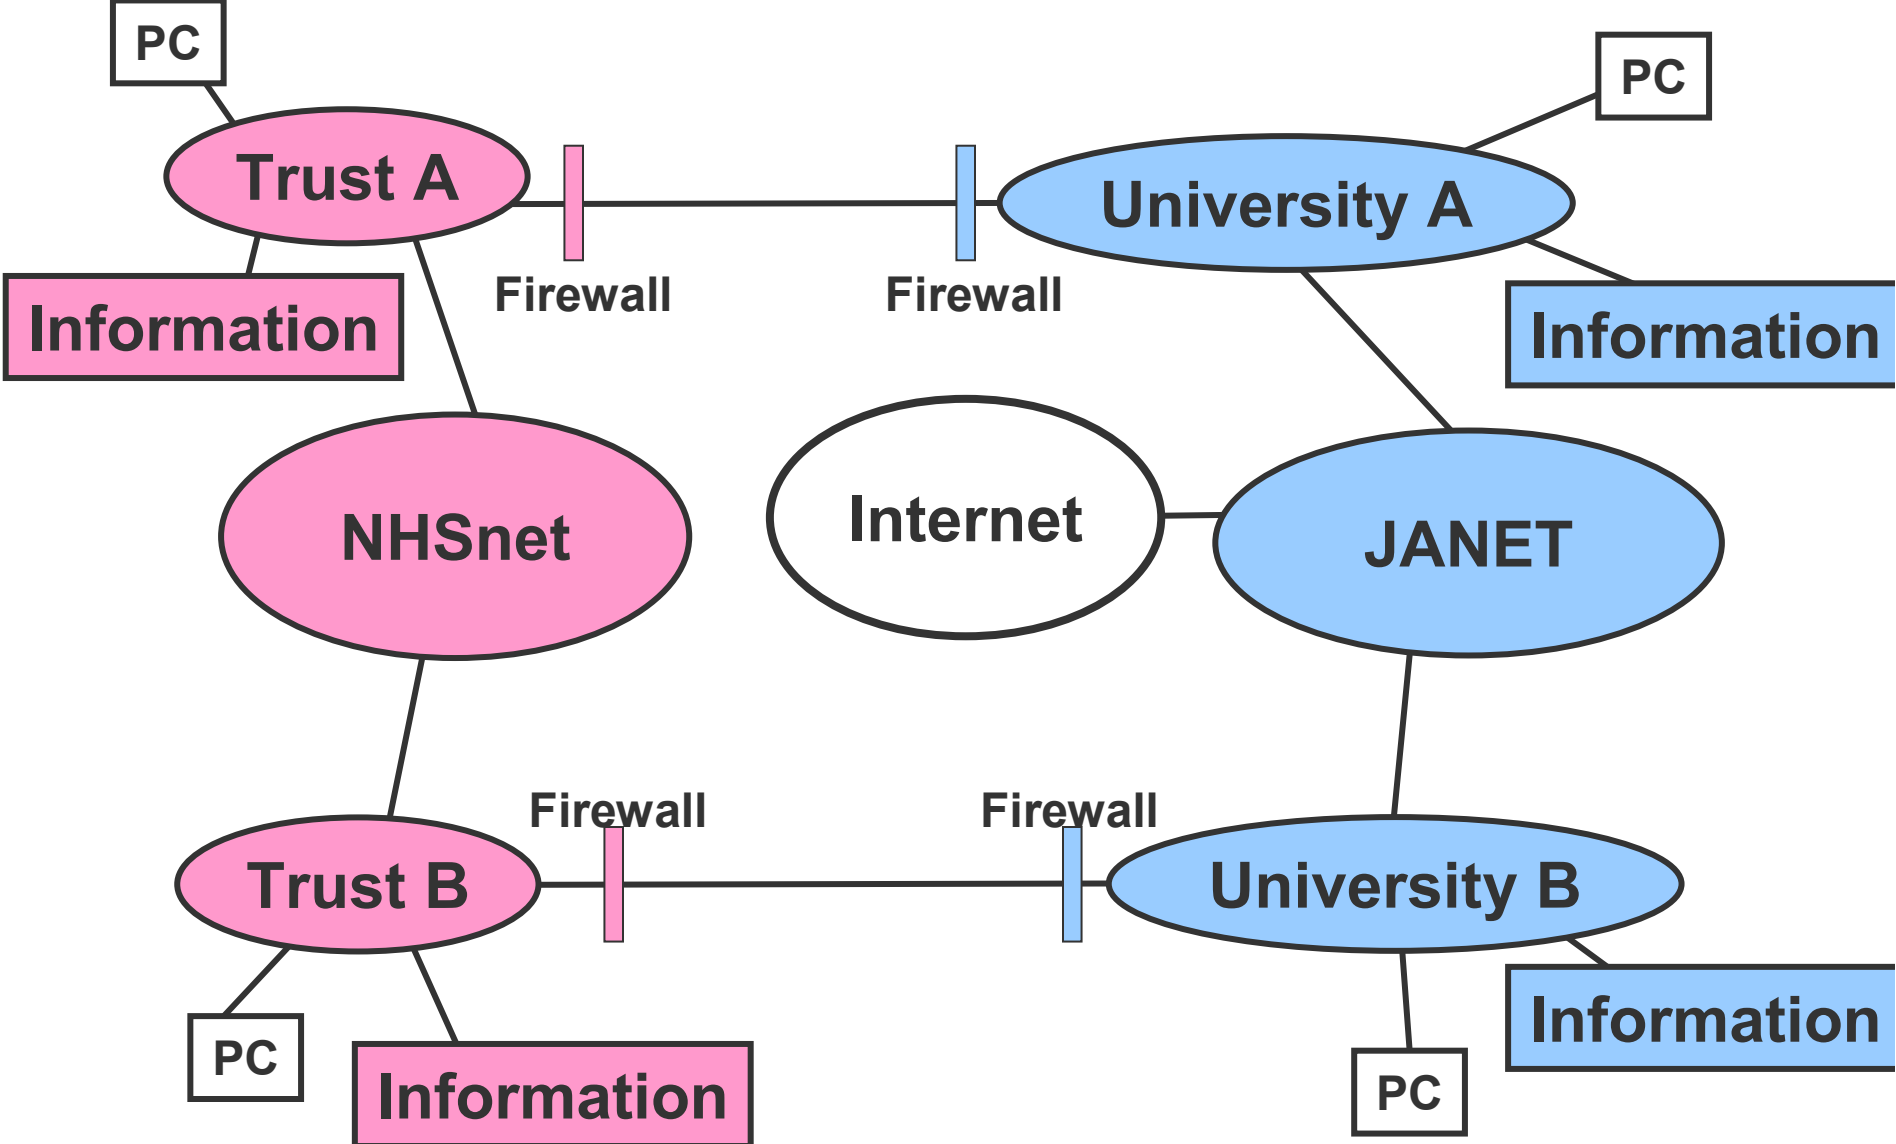 PC
PC
Trust A
University A
Firewall
Firewall
Information
Information
NHSnet
Internet
JANET
Firewall
Firewall
Trust B
University B
Information
PC
PC
Information